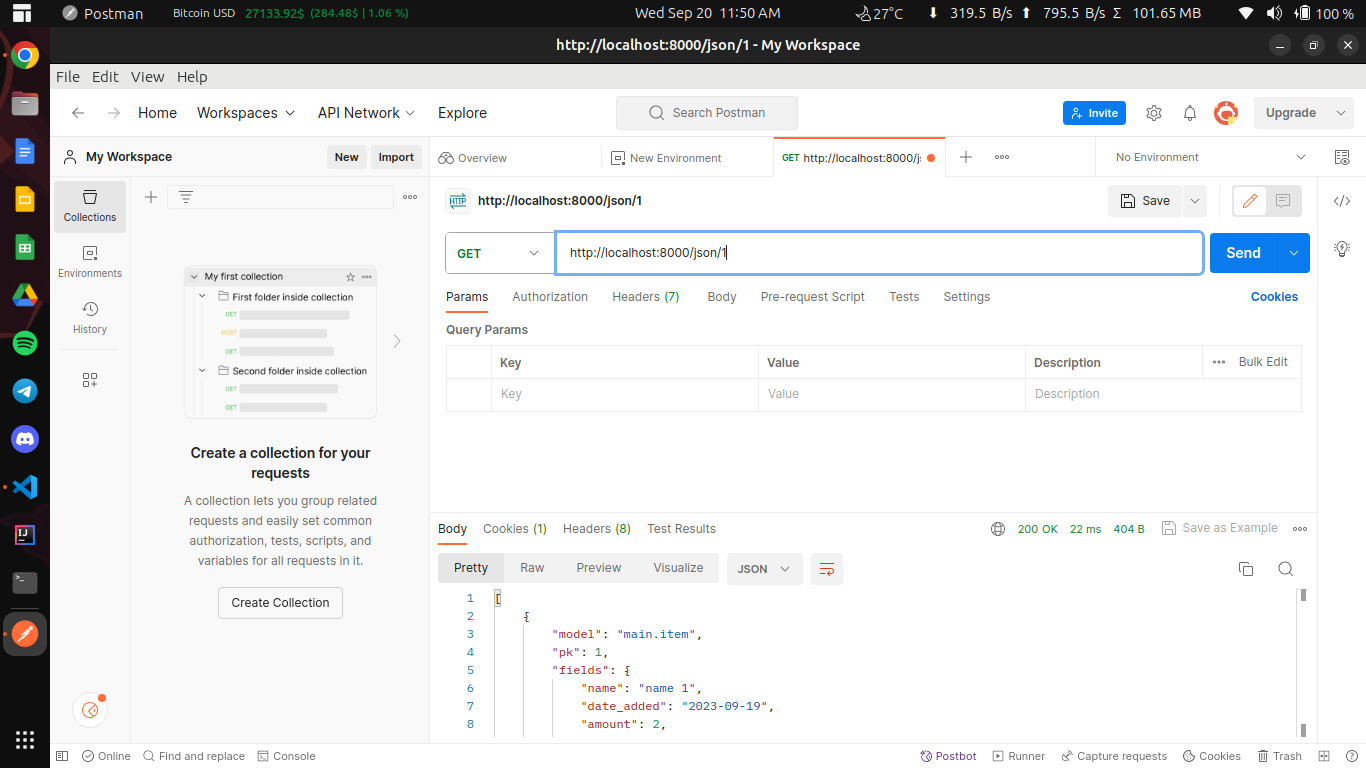 Postman Bitcoin USD 27133.92$ (284.48$ | 1.06 %) Wed Sep 20 11:50 AM 27°C ⬇ 319.5 B/s ⬆ 795.5 B/s Σ 101.65 MB 100 %
http://localhost:8000/json/1 - My Workspace
File Edit View Help
Home Workspaces API Network Explore Search Postman Invite Upgrade
My Workspace New Import Overview New Environment GET http://localhost:8000/js No Environment
Collections
Environments
History
My first collection
First folder inside collection
GET
POST
GET
Second folder inside collection
GET
GET
Create a collection for your
requests
A collection lets you group related
requests and easily set common
authorization, tests, scripts, and
variables for all requests in it.
Create Collection
HTTP http://localhost:8000/json/1 Save
GET http://localhost:8000/json/1 Send
Params Authorization Headers (7) Body Pre-request Script Tests Settings Cookies
Query Params
Key Value Description Bulk Edit
Key Value Description
Body Cookies (1) Headers (8) Test Results 200 OK 22 ms 404 B Save as Example
Pretty Raw Preview Visualize JSON
1 [
2 {
3 "model": "main.item",
4 "pk": 1,
5 "fields": {
6 "name": "name 1",
7 "date_added": "2023-09-19",
8 "amount": 2,
Online Find and replace Console Postbot Runner Capture requests Cookies Trash